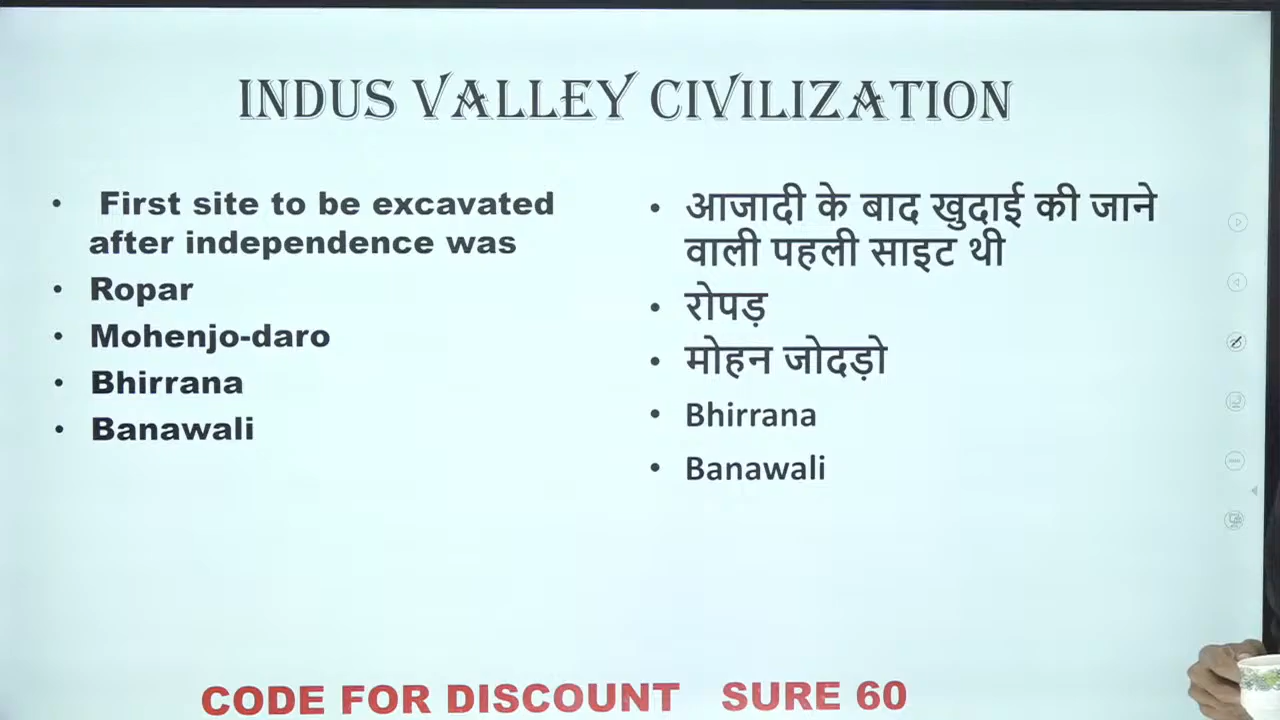 INDUS VALLEY CIVILIZATION
• First site to be excavated
after independence was
• Ropar
• Mohenjo-daro
• Bhirrana
• Banawali
• आजादी के बाद खुदाई की जाने
वाली पहली साइट थी
• रोपड़
• मोहन जोदड़ो
• Bhirrana
• Banawali
CODE FOR DISCOUNT SURE 60